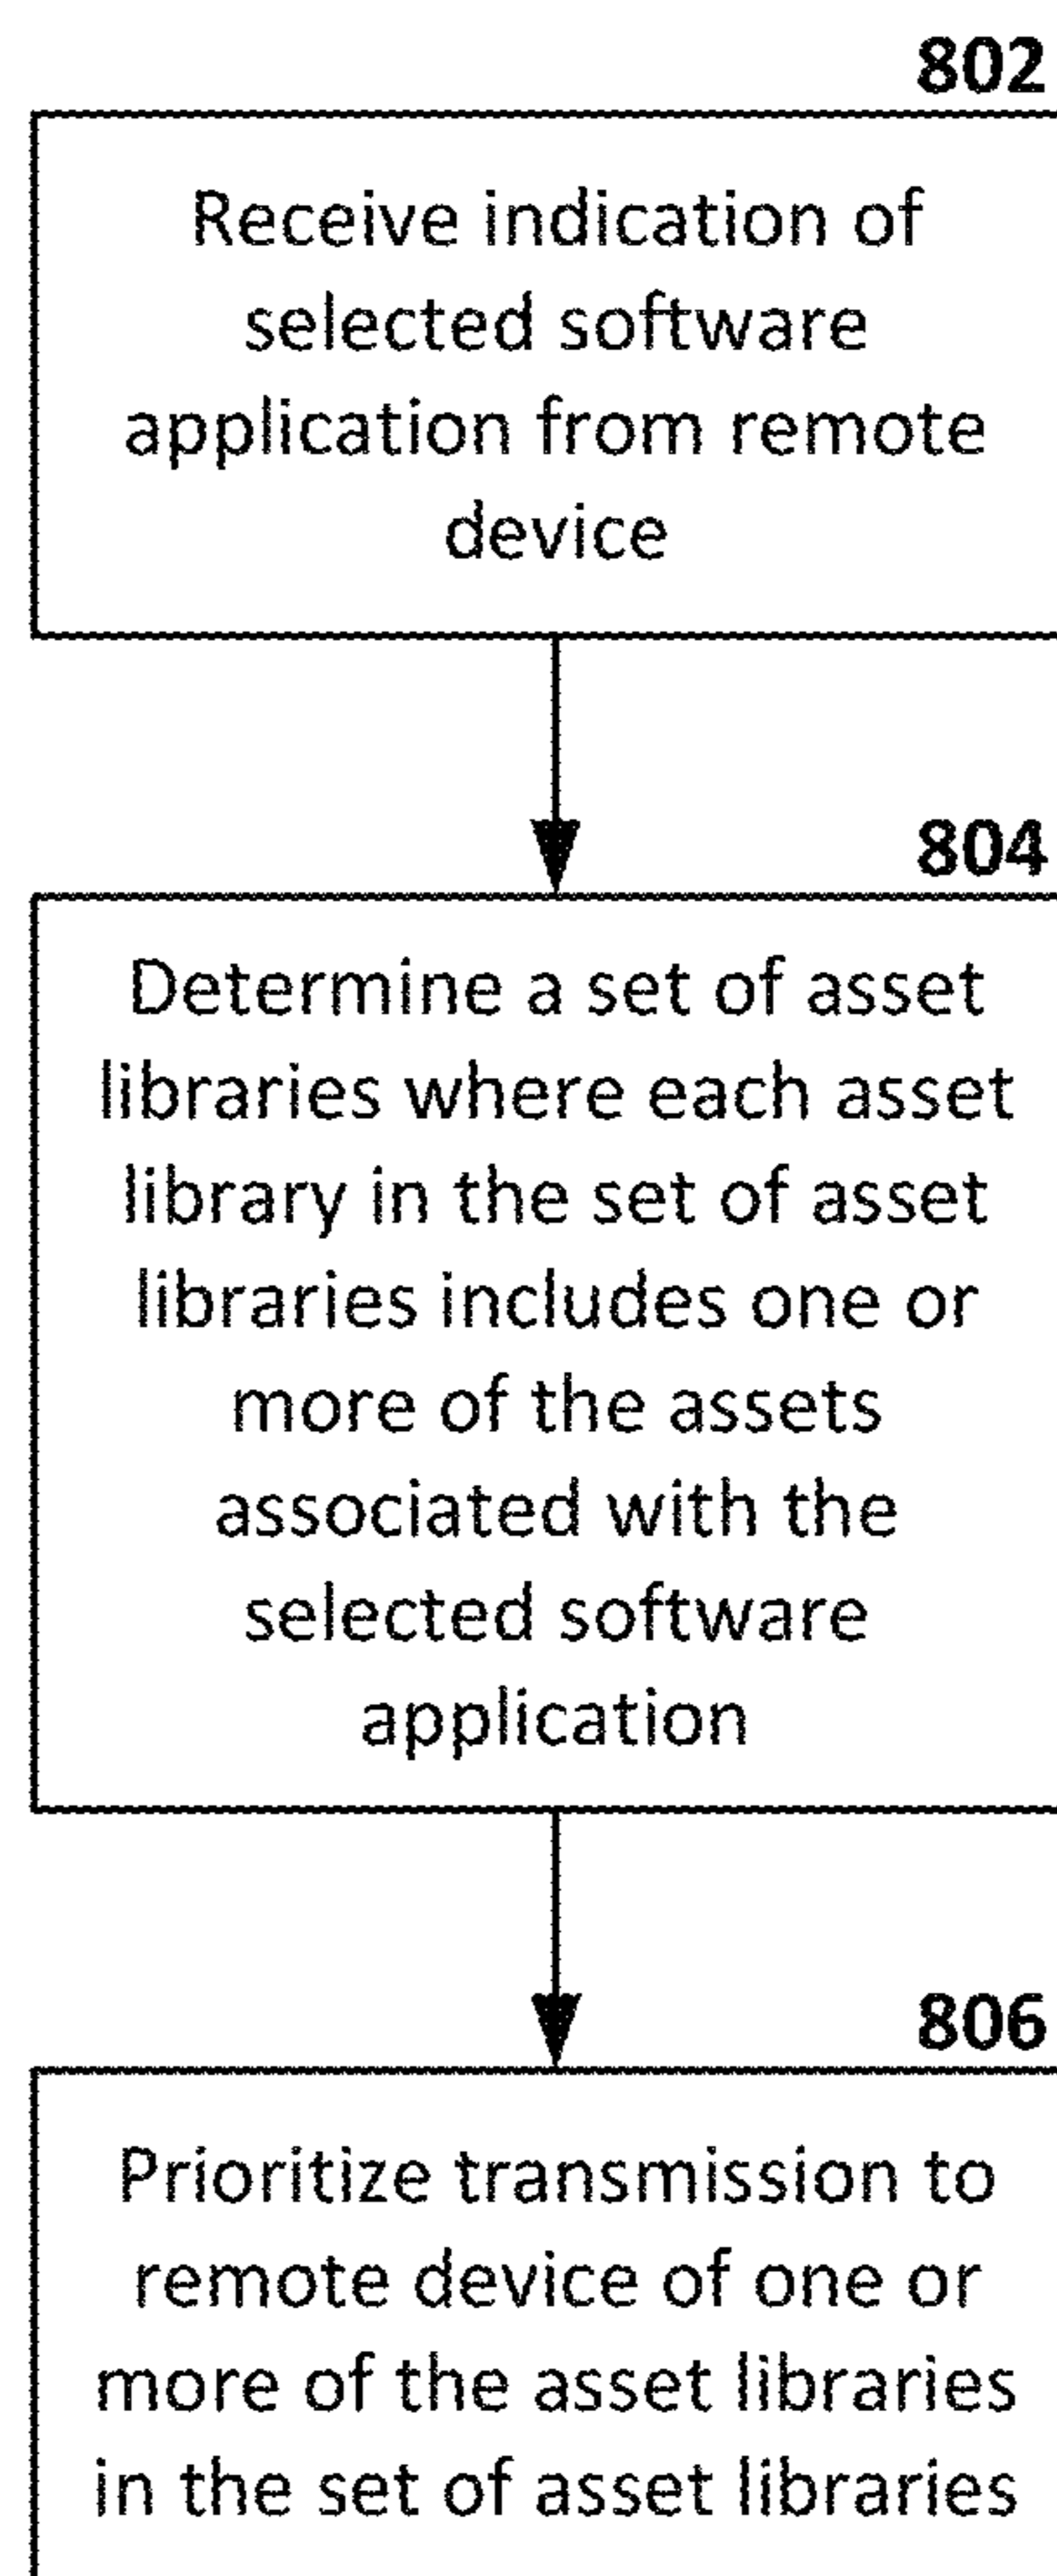 802
Receive indication of
selected software
application from remote
device
804
Determine a set of asset
libraries where each asset
library in the set of asset
libraries includes one or
more of the assets
associated with the
selected software
application
806
Prioritize transmission to
remote device of one or
more of the asset libraries
in the set of asset libraries